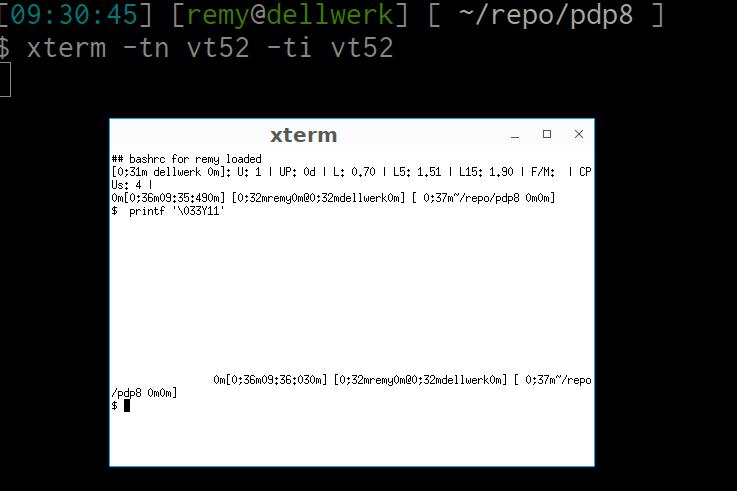 [09:30:45] [remy@dellwerk] [ ~/repo/pdp8 ]
$ xterm -tn vt52 -ti vt52
xterm
## bashrc for remy loaded
[0;31m dellwerk 0m]: U: 1 | UP: 0d | L: 0.70 | L5: 1.51 | L15: 1.90 | F/M:  | CP
Us: 4 |
0m[0;36m09:35:490m] [0;32mremy0m@0;32mdellwerk0m] [ 0;37m~/repo/pdp8 0m0m]
$  printf '\033Y11'
0m[0;36m09:36:030m] [0;32mremy0m@0;32mdellwerk0m] [ 0;37m~/repo
/pdp8 0m0m]
$